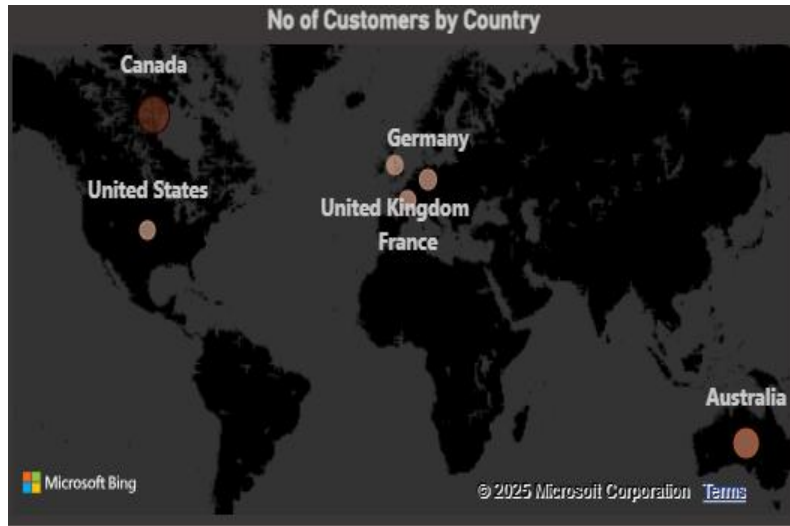 No of Customers by Country
Canada
Germany
United States
United Kingdom
France
Australia
Microsoft Bing
© 2025 Microsoft Corporation Terms